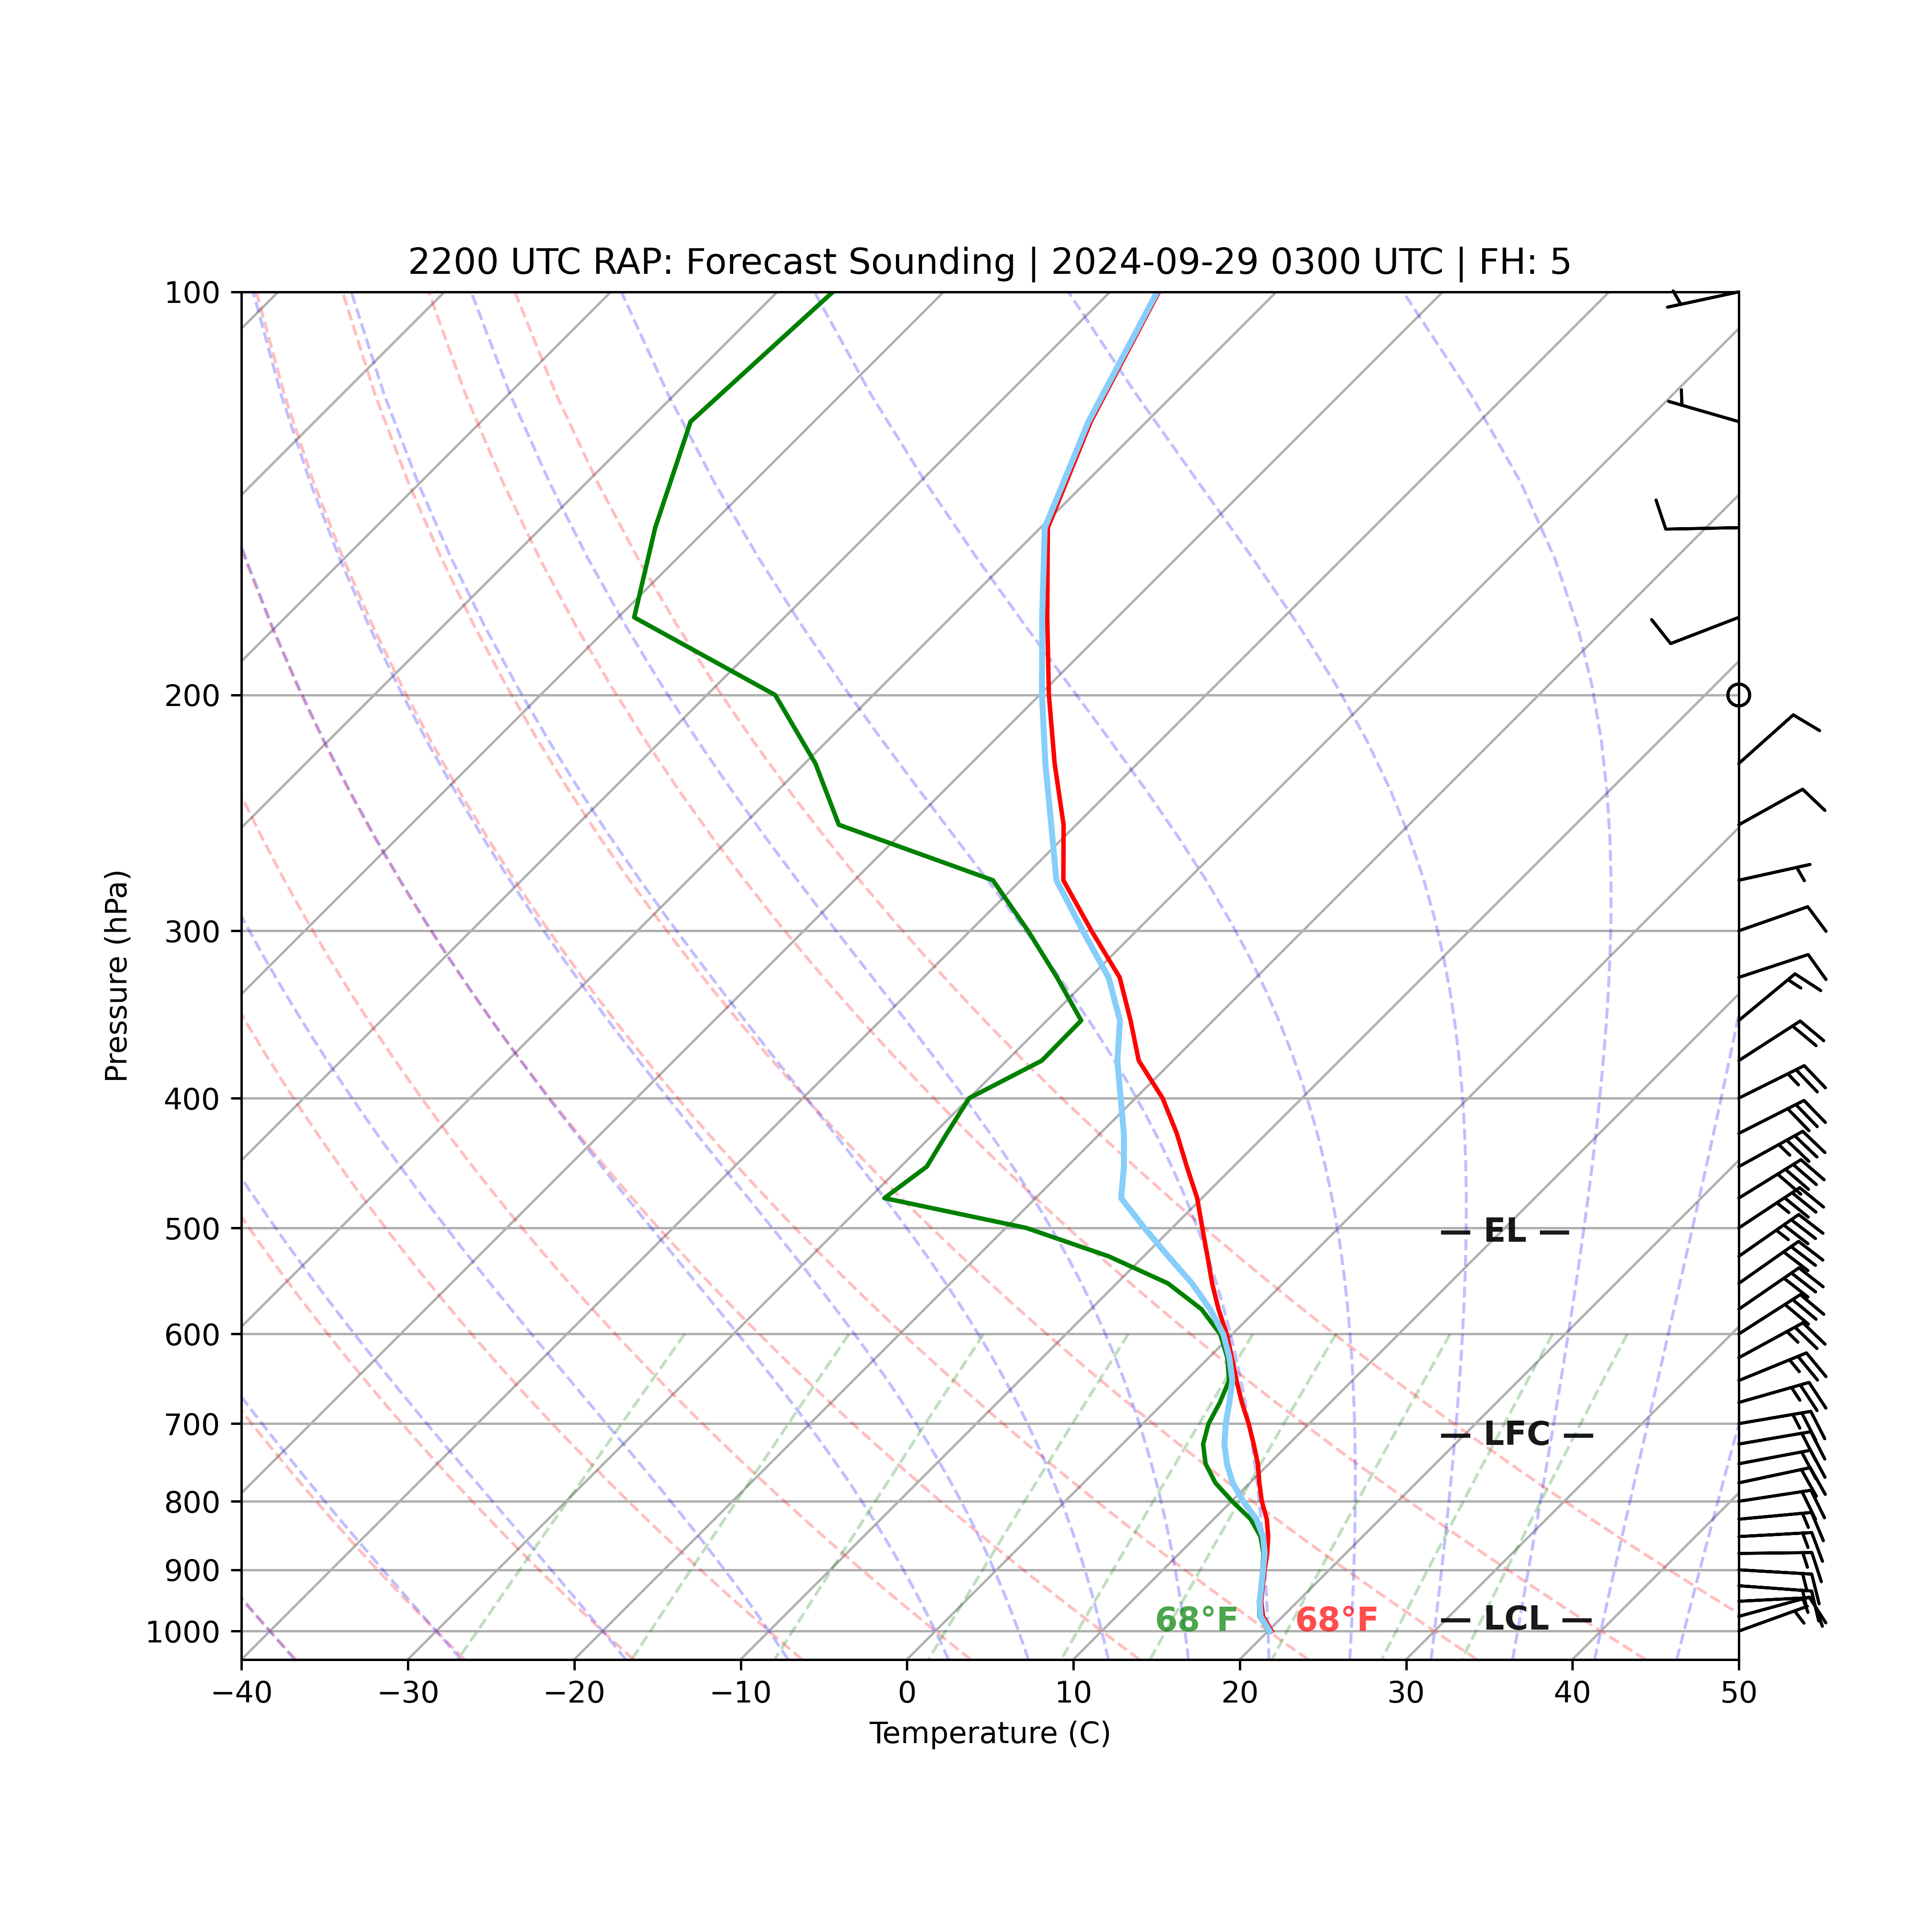 2200 UTC RAP: Forecast Sounding | 2024-09-29 0300 UTC | FH: 5
100
200
300
400
500
600
700
800
900
1000
Pressure (hPa)
— EL —
— LFC —
68°F 68°F — LCL —
−40 −30 −20 −10 0 10 20 30 40 50
Temperature (C)